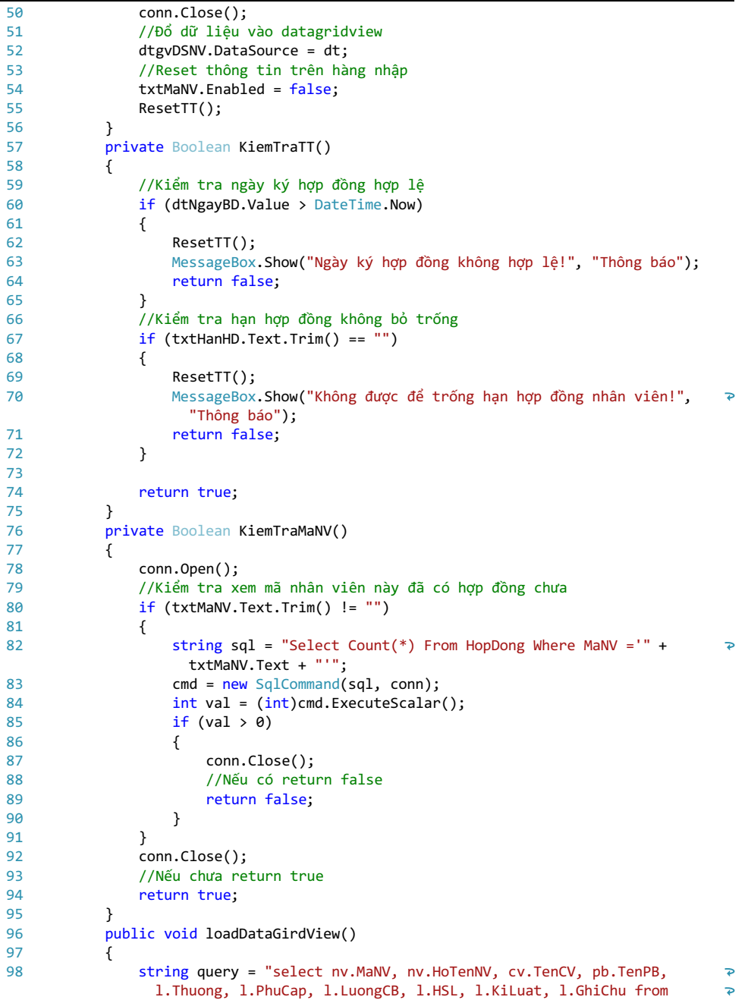 50 conn.Close();
51 //Đổ dữ liệu vào datagridview
52 dtgvDSNV.DataSource = dt;
53 //Reset thông tin trên hàng nhập
54 txtMaNV.Enabled = false;
55 ResetTT();
56 }
57 private Boolean KiemTraTT()
58 {
59 //Kiểm tra ngày ký hợp đồng hợp lệ
60 if (dtNgayBD.Value > DateTime.Now)
61 {
62 ResetTT();
63 MessageBox.Show("Ngày ký hợp đồng không hợp lệ!", "Thông báo");
64 return false;
65 }
66 //Kiểm tra hạn hợp đồng không bỏ trống
67 if (txtHanHD.Text.Trim() == "")
68 {
69 ResetTT();
70 MessageBox.Show("Không được để trống hạn hợp đồng nhân viên!",
"Thông báo");
71 return false;
72 }
73
74 return true;
75 }
76 private Boolean KiemTraMaNV()
77 {
78 conn.Open();
79 //Kiểm tra xem mã nhân viên này đã có hợp đồng chưa
80 if (txtMaNV.Text.Trim() != "")
81 {
82 string sql = "Select Count(*) From HopDong Where MaNV ='" +
txtMaNV.Text + "'";
83 cmd = new SqlCommand(sql, conn);
84 int val = (int)cmd.ExecuteScalar();
85 if (val > 0)
86 {
87 conn.Close();
88 //Nếu có return false
89 return false;
90 }
91 }
92 conn.Close();
93 //Nếu chưa return true
94 return true;
95 }
96 public void loadDataGirdView()
97 {
98 string query = "select nv.MaNV, nv.HoTenNV, cv.TenCV, pb.TenPB,
l.Thuong, l.PhuCap, l.LuongCB, l.HSL, l.KiLuat, l.GhiChu from